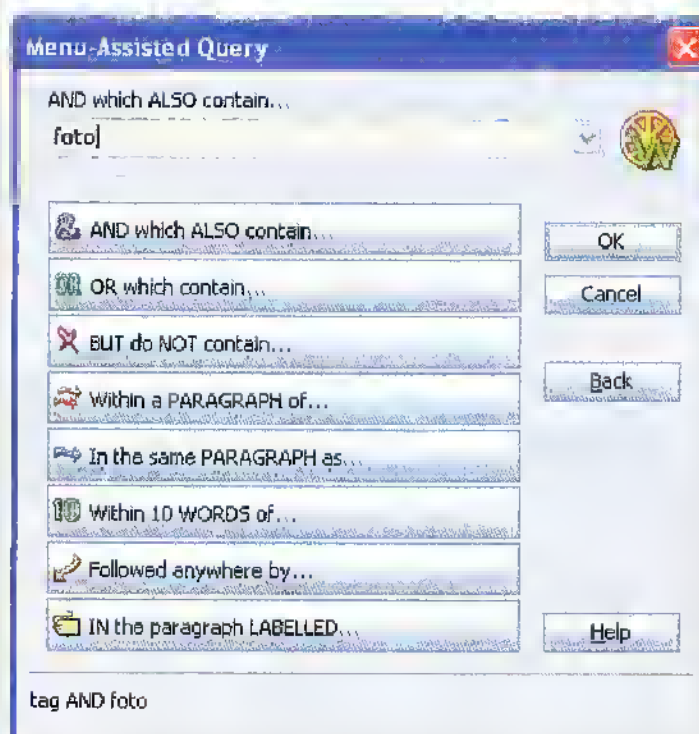 Menu-Assisted Query
AND which ALSO contain...
foto
AND which ALSO contain...
OK
OR which contain...
Cancel
BUT do NOT contain...
Within a PARAGRAPH of...
Back
In the same PARAGRAPH as...
Within 10 WORDS of...
Followed anywhere by...
IN the paragraph LABELLED...
Help
tag AND foto